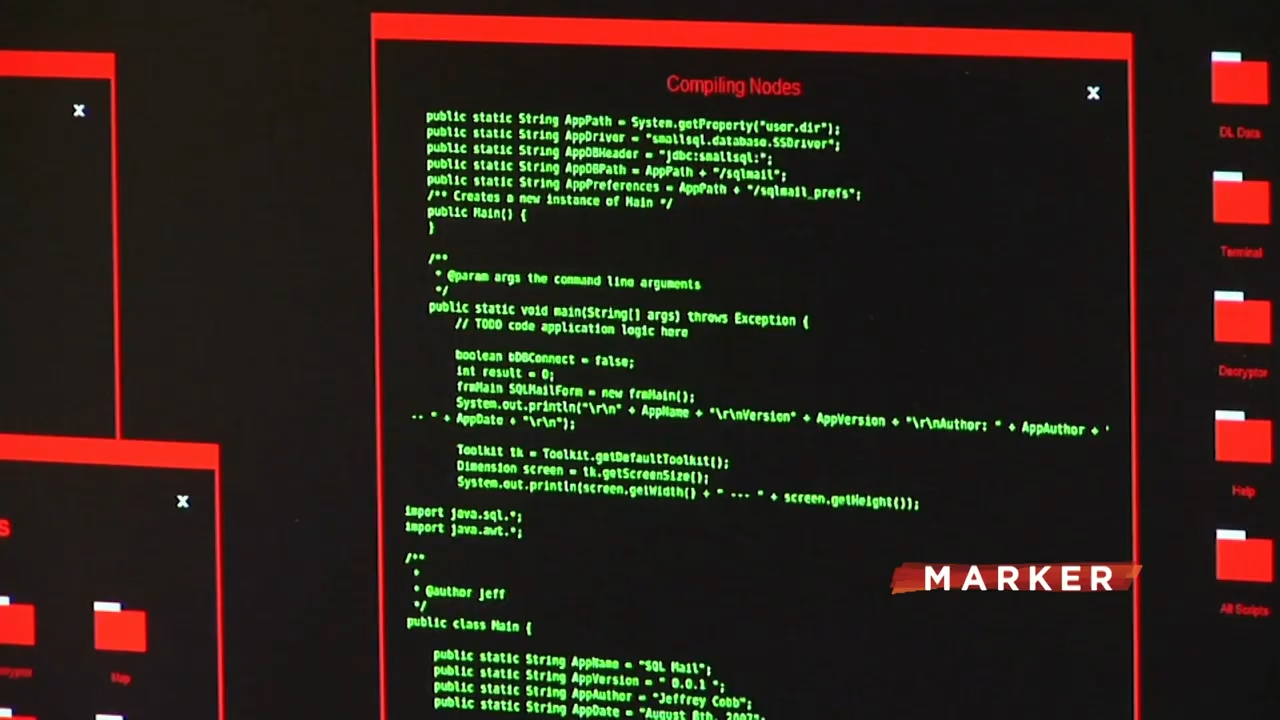 Compiling Nodes
x
x
public static String AppPath = System.getProperty("user.dir");
public static String AppDriver = "smallsql.database.SSDriver";
public static String AppDBHeader = "jdbc:smallsql:";
public static String AppDBPath = AppPath + "/sqlmail";
public static String AppPreferences = AppPath + "/sqlmail_prefs";
/** Creates a new instance of Main */
public Main() {
}
/**
* @param args the command line arguments
*/
public static void main(String[] args) throws Exception {
// TODO code application logic here
boolean bDBConnect = false;
int result = 0;
frmMain SQLMailForm = new frmMain();
System.out.println("\r\n" + AppName + "\r\nVersion" + AppVersion + "\r\nAuthor: " + AppAuthor + "
-- " + AppDate + "\r\n");
Toolkit tk = Toolkit.getDefaultToolkit();
Dimension screen = tk.getScreenSize();
System.out.println(screen.getWidth() + " --- " + screen.getHeight());
import java.sql.*;
import java.awt.*;
/**
*
* @author jeff
*/
public class Main {
public static String AppName = "SQL Mail";
public static String AppVersion = " 0.0.1 ";
public static String AppAuthor = "Jeffrey Cobb";
public static String AppDate = "August 8th, 2007";
DL Data
Terminal
Decryptor
Help
All Scripts
x
S
Map
MARKER